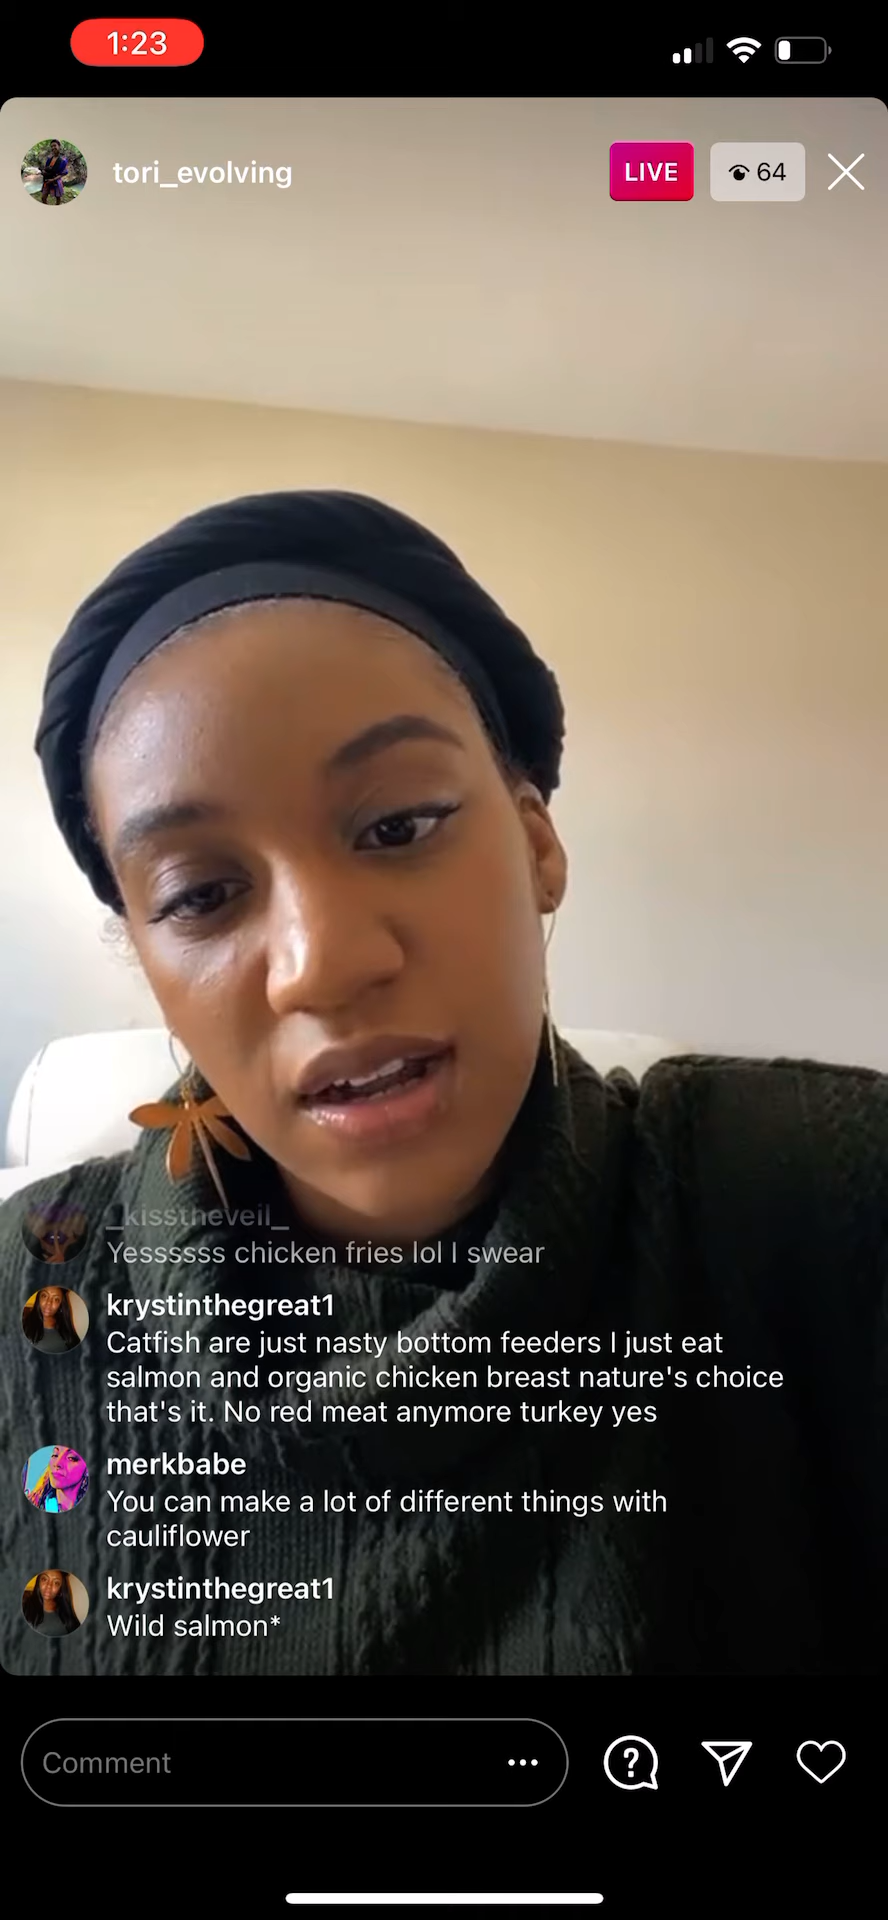 1:23
tori_evolving
LIVE
64
_kisstheveil_
Yessssss chicken fries lol I swear
krystinthegreat1
Catfish are just nasty bottom feeders I just eat
salmon and organic chicken breast nature's choice
that's it. No red meat anymore turkey yes
merkbabe
You can make a lot of different things with
cauliflower
krystinthegreat1
Wild salmon*
Comment